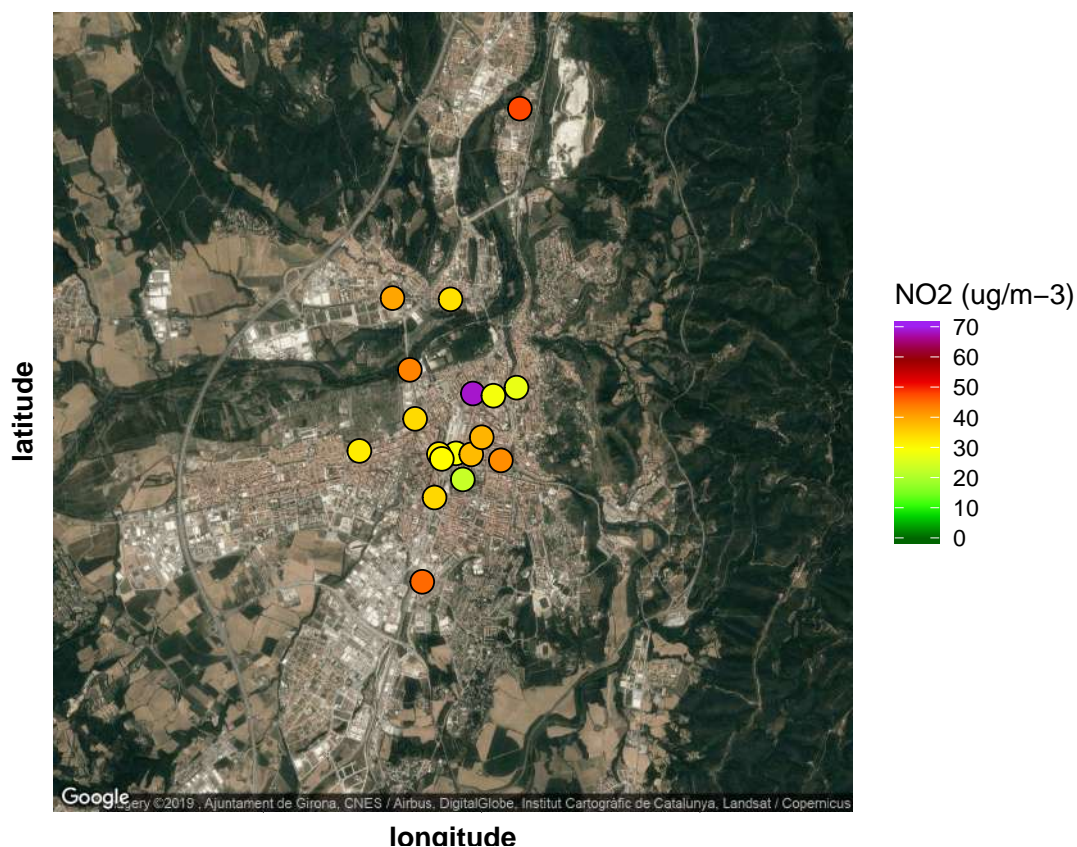 latitude
NO2 (ug/m−3)
70
60
50
40
30
20
10
0
Google
gery ©2019 , Ajuntament de Girona, CNES / Airbus, DigitalGlobe, Institut Cartogràfic de Catalunya, Landsat / Copernicus
longitude